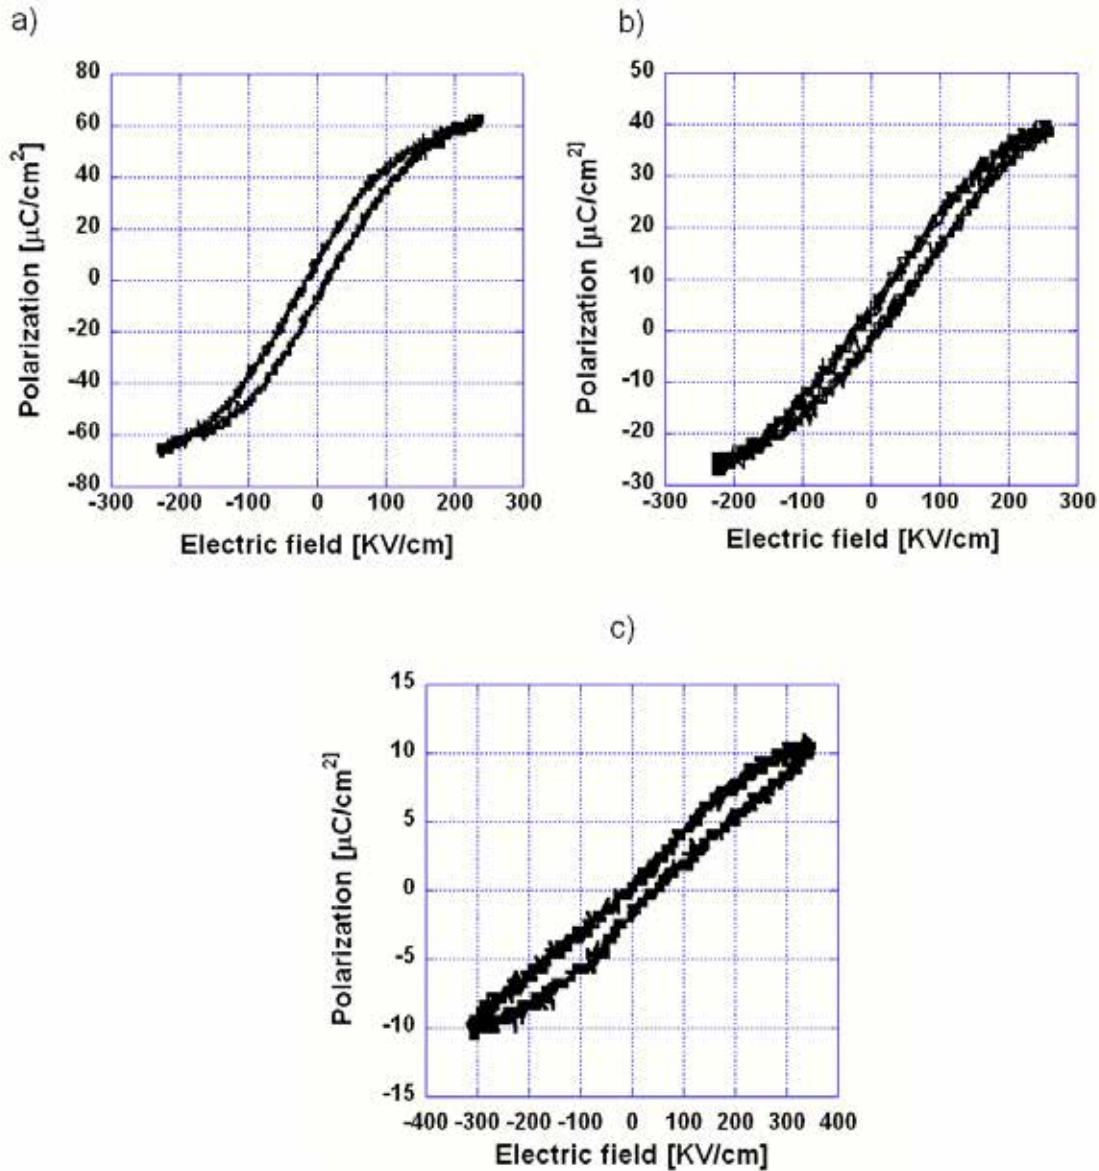 a)
80
60
40
20
0
-20
-40
-60
-80
-300 -200 -100 0 100 200 300
Polarization [µC/cm²]
Electric field [KV/cm]
b)
50
40
30
20
10
0
-10
-20
-30
-300 -200 -100 0 100 200 300
Polarization [µC/cm²]
Electric field [KV/cm]
c)
15
10
5
0
-5
-10
-15
-400 -300 -200 -100 0 100 200 300 400
Polarization [µC/cm²]
Electric field [KV/cm]